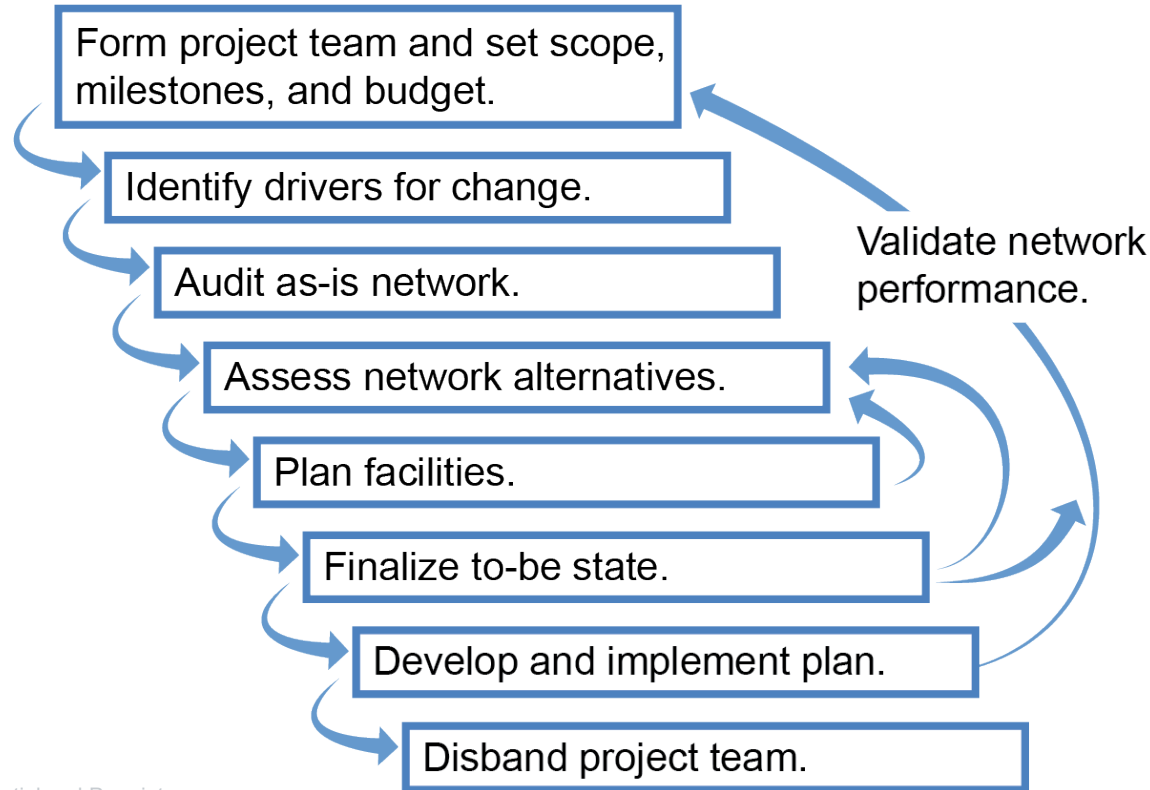 Form project team and set scope,
milestones, and budget.
Identify drivers for change.
Audit as-is network.
Validate network
performance.
Assess network alternatives.
Plan facilities.
Finalize to-be state.
Develop and implement plan.
Disband project team.